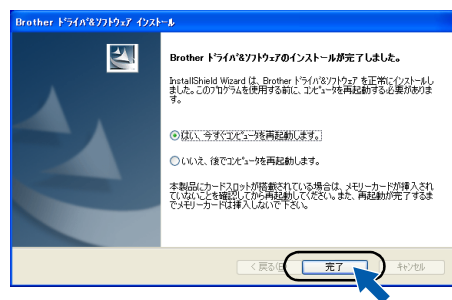 Brother ﾄﾞﾗｲﾊﾞ&ｿﾌﾄｳｪｱ ｲﾝｽﾄｰﾙ
Brother ﾄﾞﾗｲﾊﾞ&ｿﾌﾄｳｪｱのインストールが完了しました。
InstallShield Wizard は、Brother ﾄﾞﾗｲﾊﾞ&ｿﾌﾄｳｪｱ を正常にｲﾝｽﾄｰﾙし
ました。このﾌﾟﾛｸﾞﾗﾑを使用する前に、ｺﾝﾋﾟｭｰﾀを再起動する必要がありま
す。
はい、今すぐｺﾝﾋﾟｭｰﾀを再起動します。
いいえ、後でｺﾝﾋﾟｭｰﾀを再起動します。
本製品にカードスロットが搭載されている場合は、メモリーカードが挿入され
ていないことを確認してから再起動してください。また、再起動が完了するま
でメモリーカードは挿入しないで下さい。
< 戻る(B) 完了 ｷｬﾝｾﾙ